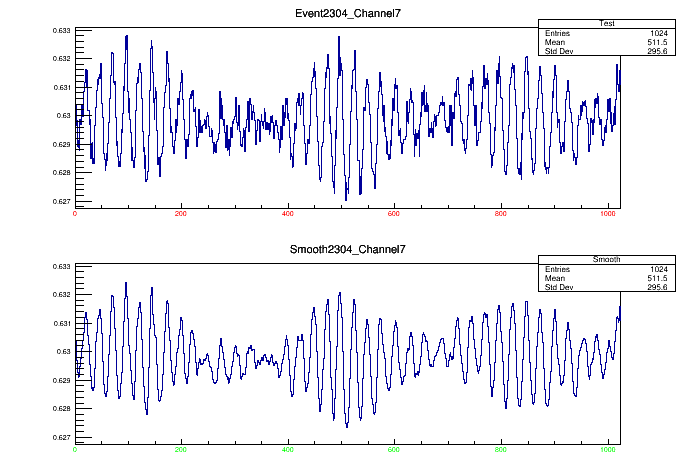 Event2304_Channel7
Test
Entries 1024
Mean 511.5
Std Dev 295.6
0.633
0.632
0.631
0.63
0.629
0.628
0.627
0 200 400 600 800 1000
Smooth2304_Channel7
Smooth
Entries 1024
Mean 511.5
Std Dev 295.6
0.633
0.632
0.631
0.63
0.629
0.628
0.627
0 200 400 600 800 1000